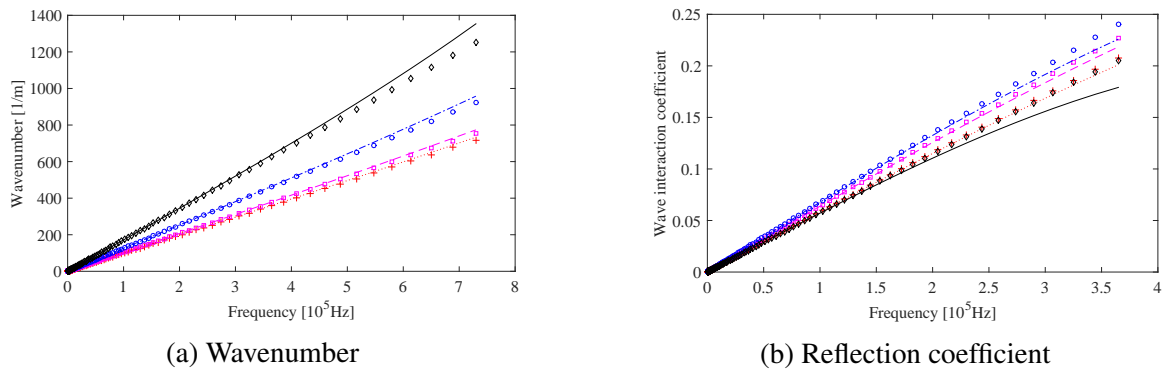 1400
1200
1000
800
600
400
200
0
Wavenumber [1/m]
0 1 2 3 4 5 6 7 8
Frequency [10^5Hz]
(a) Wavenumber
0.25
0.2
0.15
0.1
0.05
0
Wave interaction coefficient
0 0.5 1 1.5 2 2.5 3 3.5 4
Frequency [10^5Hz]
(b) Reflection coefficient